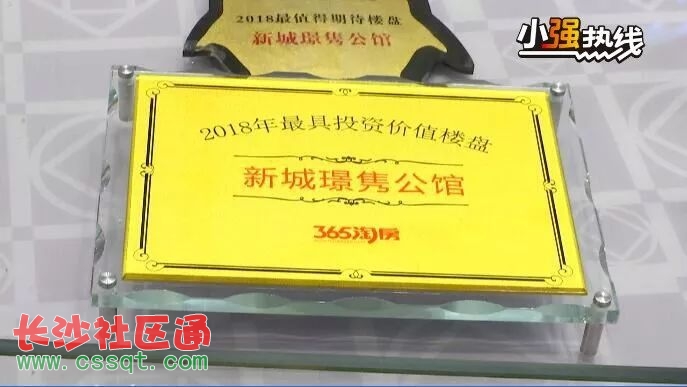 2018最值得期待楼盘
新城璟隽公馆
小强热线
2018年最具投资价值楼盘
新城璟隽公馆
365淘房
长沙社区通
www.cssqt.com